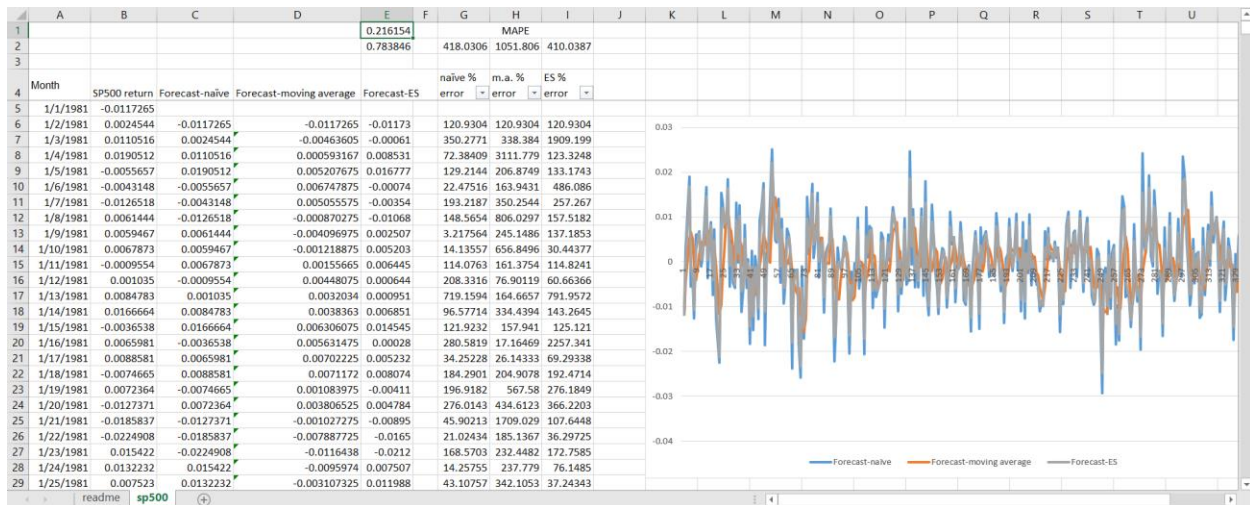 A B C D E F G H I J K L M N O P Q R S T U
1 0.216154 MAPE
2 0.783846 418.0306 1051.806 410.0387
3
4 Month SP500 return Forecast-naïve Forecast-moving average Forecast-ES naïve % error m.a. % error ES % error
5 1/1/1981 -0.0117265
6 1/2/1981 0.0024544 -0.0117265 -0.0117265 -0.01173 120.9304 120.9304 120.9304
7 1/3/1981 0.0110516 0.0024544 -0.00463605 -0.00061 350.2771 338.384 1909.199
8 1/4/1981 0.0190512 0.0110516 0.000593167 0.008531 72.38409 3111.779 123.3248
9 1/5/1981 -0.0055657 0.0190512 0.005207675 0.016777 129.2144 206.8749 133.1743
10 1/6/1981 -0.0043148 -0.0055657 0.006747875 -0.00074 22.47516 163.9431 486.086
11 1/7/1981 -0.0126518 -0.0043148 0.005055575 -0.00354 193.2187 350.2544 257.267
12 1/8/1981 0.0061444 -0.0126518 -0.000870275 -0.01068 148.5654 806.0297 157.5182
13 1/9/1981 0.0059467 0.0061444 -0.004096975 0.002507 3.217564 245.1486 137.1853
14 1/10/1981 0.0067873 0.0059467 -0.001218875 0.005203 14.13557 656.8496 30.44377
15 1/11/1981 -0.0009554 0.0067873 0.00155665 0.006445 114.0763 161.3754 114.8241
16 1/12/1981 0.001035 -0.0009554 0.00448075 0.000644 208.3316 76.90119 60.66366
17 1/13/1981 0.0084783 0.001035 0.0032034 0.000951 719.1594 164.6657 791.9572
18 1/14/1981 0.0166664 0.0084783 0.0038363 0.006851 96.57714 334.4394 143.2645
19 1/15/1981 -0.0036538 0.0166664 0.006306075 0.014545 121.9232 157.941 125.121
20 1/16/1981 0.0065981 -0.0036538 0.005631475 0.00028 280.5819 17.16469 2257.341
21 1/17/1981 0.0088581 0.0065981 0.00702225 0.005232 34.25228 26.14333 69.29338
22 1/18/1981 -0.0074665 0.0088581 0.0071172 0.008074 184.2901 204.9078 192.4714
23 1/19/1981 0.0072364 -0.0074665 0.001083975 -0.00411 196.9182 567.58 276.1849
24 1/20/1981 -0.0127371 0.0072364 0.003806525 0.004784 276.0143 434.6123 366.2203
25 1/21/1981 -0.0185837 -0.0127371 -0.001027275 -0.00895 45.90213 1709.029 107.6448
26 1/22/1981 -0.0224908 -0.0185837 -0.007887725 -0.0165 21.02434 185.1367 36.29725
27 1/23/1981 0.015422 -0.0224908 -0.0116438 -0.0212 168.5703 232.4482 172.7585
28 1/24/1981 0.0132232 0.015422 -0.0095974 0.007507 14.25755 237.779 76.1485
29 1/25/1981 0.007523 0.0132232 -0.003107325 0.011988 43.10757 342.1053 37.24343
0.03
0.02
0.01
0
-0.01
-0.02
-0.03
-0.04
Forecast-naïve Forecast-moving average Forecast-ES
readme sp500